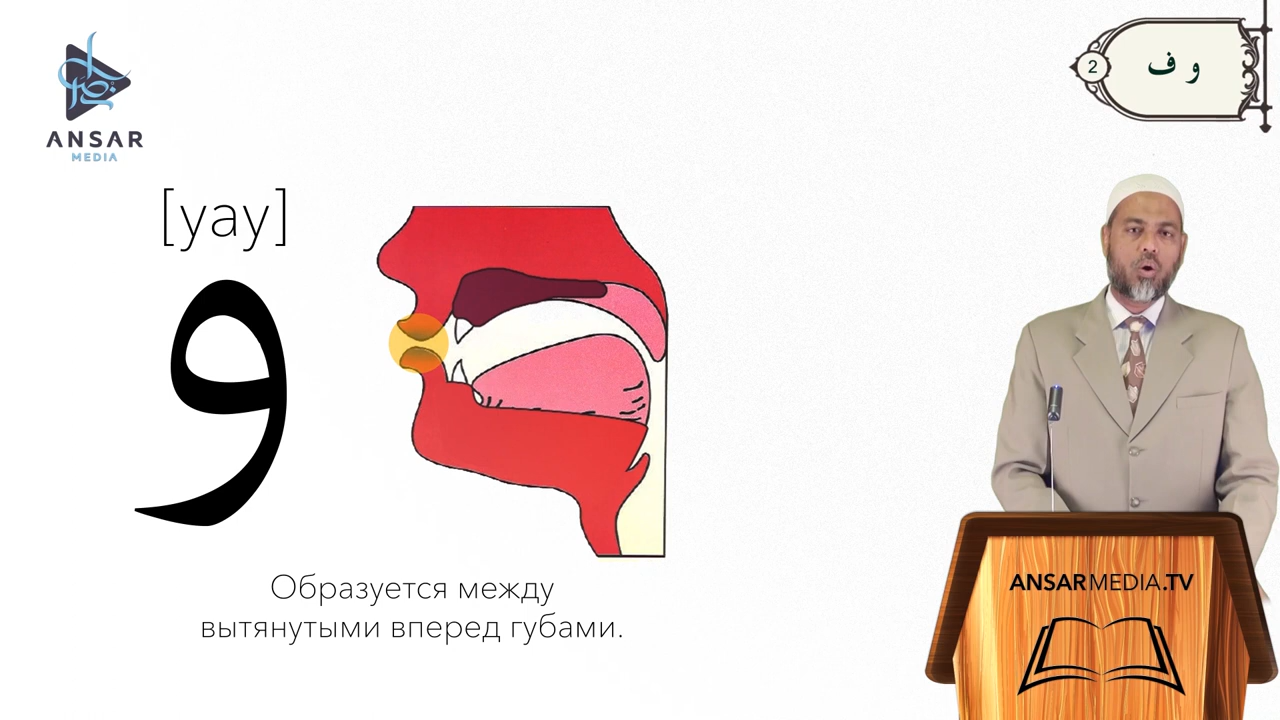 ANSAR
MEDIA
2
و ف
[уау]
و
Образуется между
вытянутыми вперед губами.
ANSARMEDIA.TV